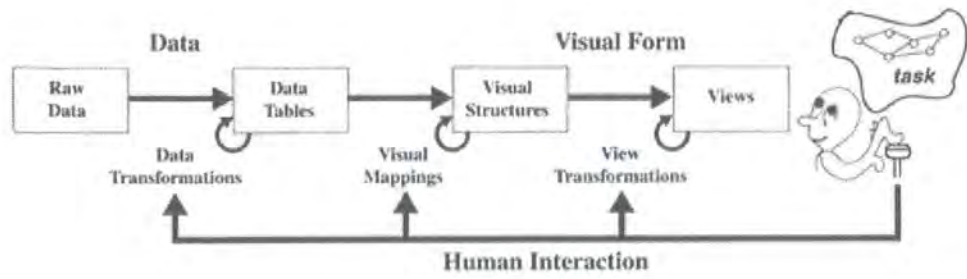 Data
Visual Form
task
Raw
Data
Data
Tables
Visual
Structures
Views
Data
Transformations
Visual
Mappings
View
Transformations
Human Interaction